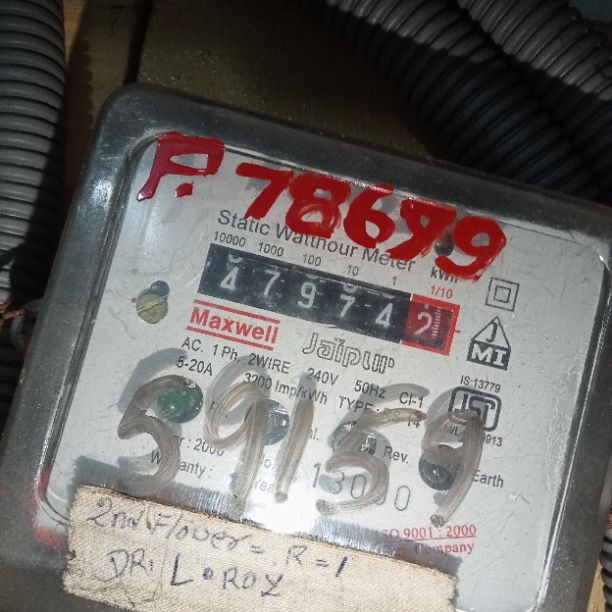 F. 78699
Static Watthour Meter
10000 1000 100 10 1 kWh
1/10
4 7 9 7 4 2
Maxwell Jaipur
MI
AC. 1 Ph. 2WIRE 240V 50Hz Cl-1
5-20A 3200 Imp/kWh TYPE
IS:13779
59159
Rev. Earth
ISO 9001 : 2000
Company
2nd Flower = R = 1
DR. L. ROY